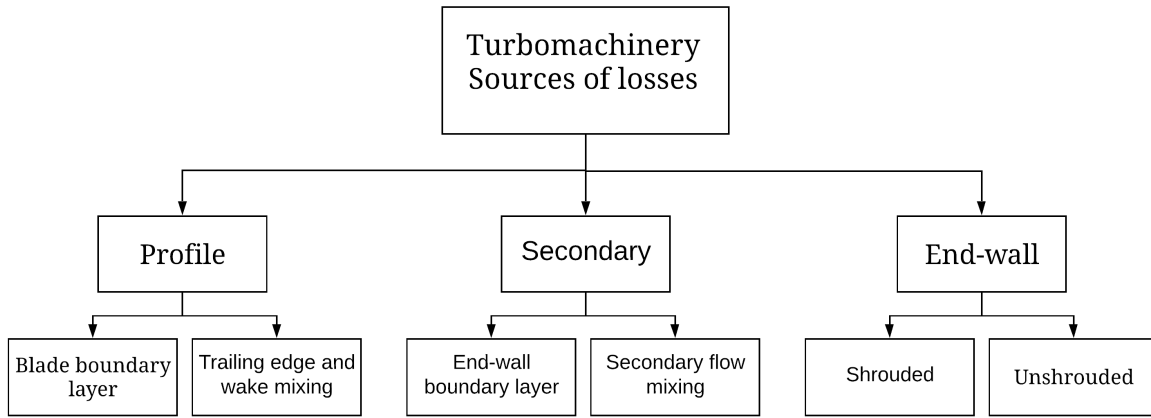 Turbomachinery
Sources of losses
Profile
Secondary
End-wall
Blade boundary
layer
Trailing edge and
wake mixing
End-wall
boundary layer
Secondary flow
mixing
Shrouded
Unshrouded